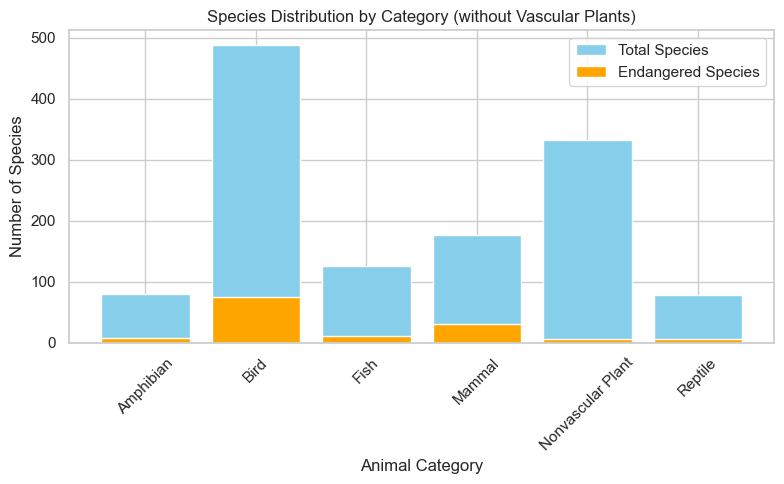 Species Distribution by Category (without Vascular Plants)
Total Species
Endangered Species
Number of Species
500
400
300
200
100
0
Amphibian
Bird
Fish
Mammal
Nonvascular Plant
Reptile
Animal Category